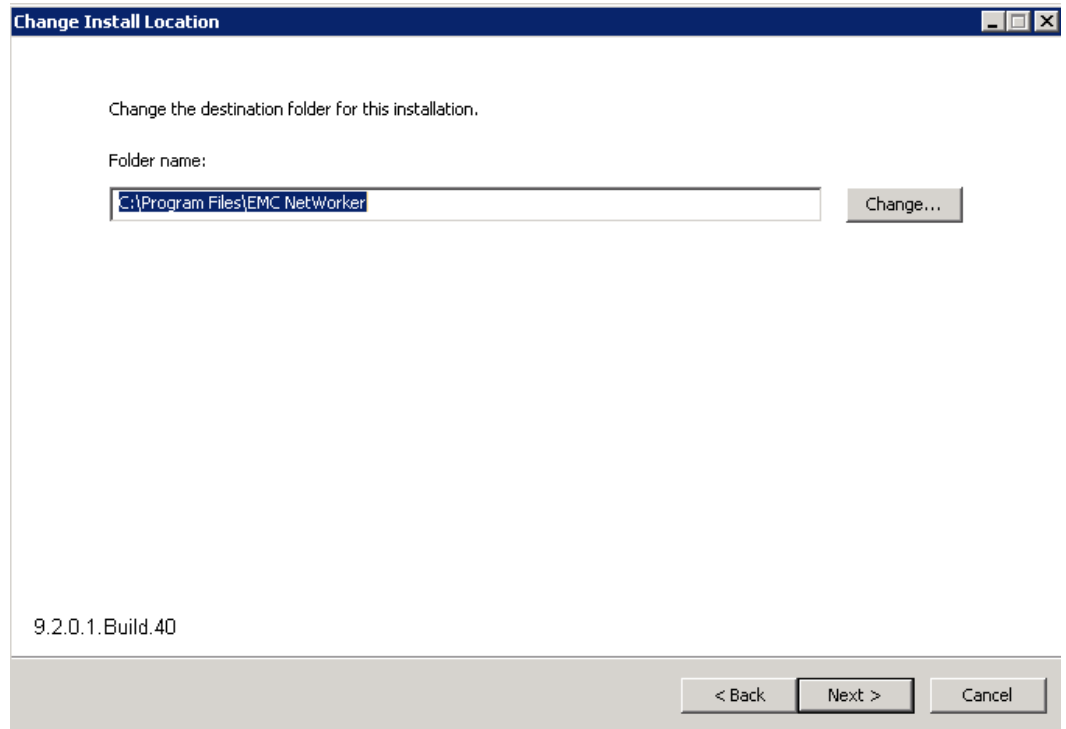 Change Install Location
Change the destination folder for this installation.
Folder name:
C:\Program Files\EMC NetWorker
Change...
9.2.0.1.Build.40
< Back
Next >
Cancel